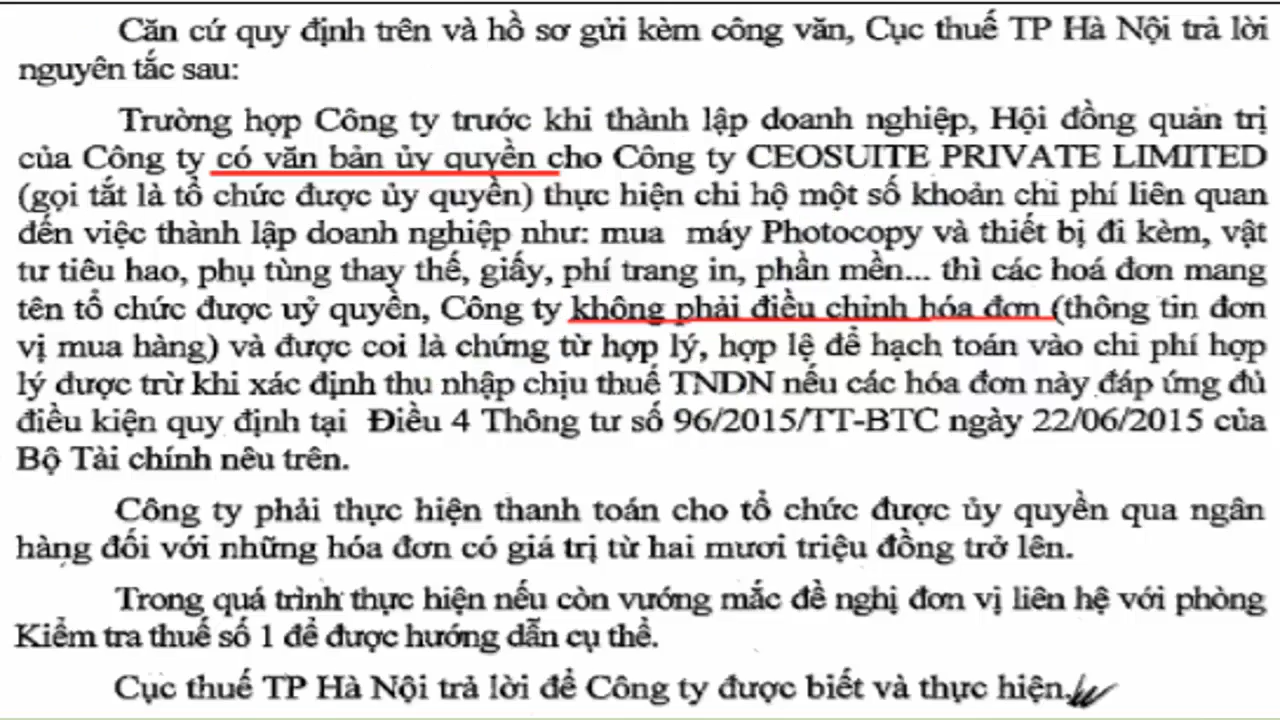 Căn cứ quy định trên và hồ sơ gửi kèm công văn, Cục thuế TP Hà Nội trả lời
nguyên tắc sau:
Trường hợp Công ty trước khi thành lập doanh nghiệp, Hội đồng quản trị
của Công ty có văn bản ủy quyền cho Công ty CEOSUITE PRIVATE LIMITED
(gọi tắt là tổ chức được ủy quyền) thực hiện chi hộ một số khoản chi phí liên quan
đến việc thành lập doanh nghiệp như: mua máy Photocopy và thiết bị đi kèm, vật
tư tiêu hao, phụ tùng thay thế, giấy, phí trang in, phần mền... thì các hoá đơn mang
tên tổ chức được uỷ quyền, Công ty không phải điều chỉnh hóa đơn (thông tin đơn
vị mua hàng) và được coi là chứng từ hợp lý, hợp lệ để hạch toán vào chi phí hợp
lý được trừ khi xác định thu nhập chịu thuế TNDN nếu các hóa đơn này đáp ứng đủ
điều kiện quy định tại Điều 4 Thông tư số 96/2015/TT-BTC ngày 22/06/2015 của
Bộ Tài chính nêu trên.
Công ty phải thực hiện thanh toán cho tổ chức được ủy quyền qua ngân
hàng đối với những hóa đơn có giá trị từ hai mươi triệu đồng trở lên.
Trong quá trình thực hiện nếu còn vướng mắc đề nghị đơn vị liên hệ với phòng
Kiểm tra thuế số 1 để được hướng dẫn cụ thể.
Cục thuế TP Hà Nội trả lời để Công ty được biết và thực hiện.